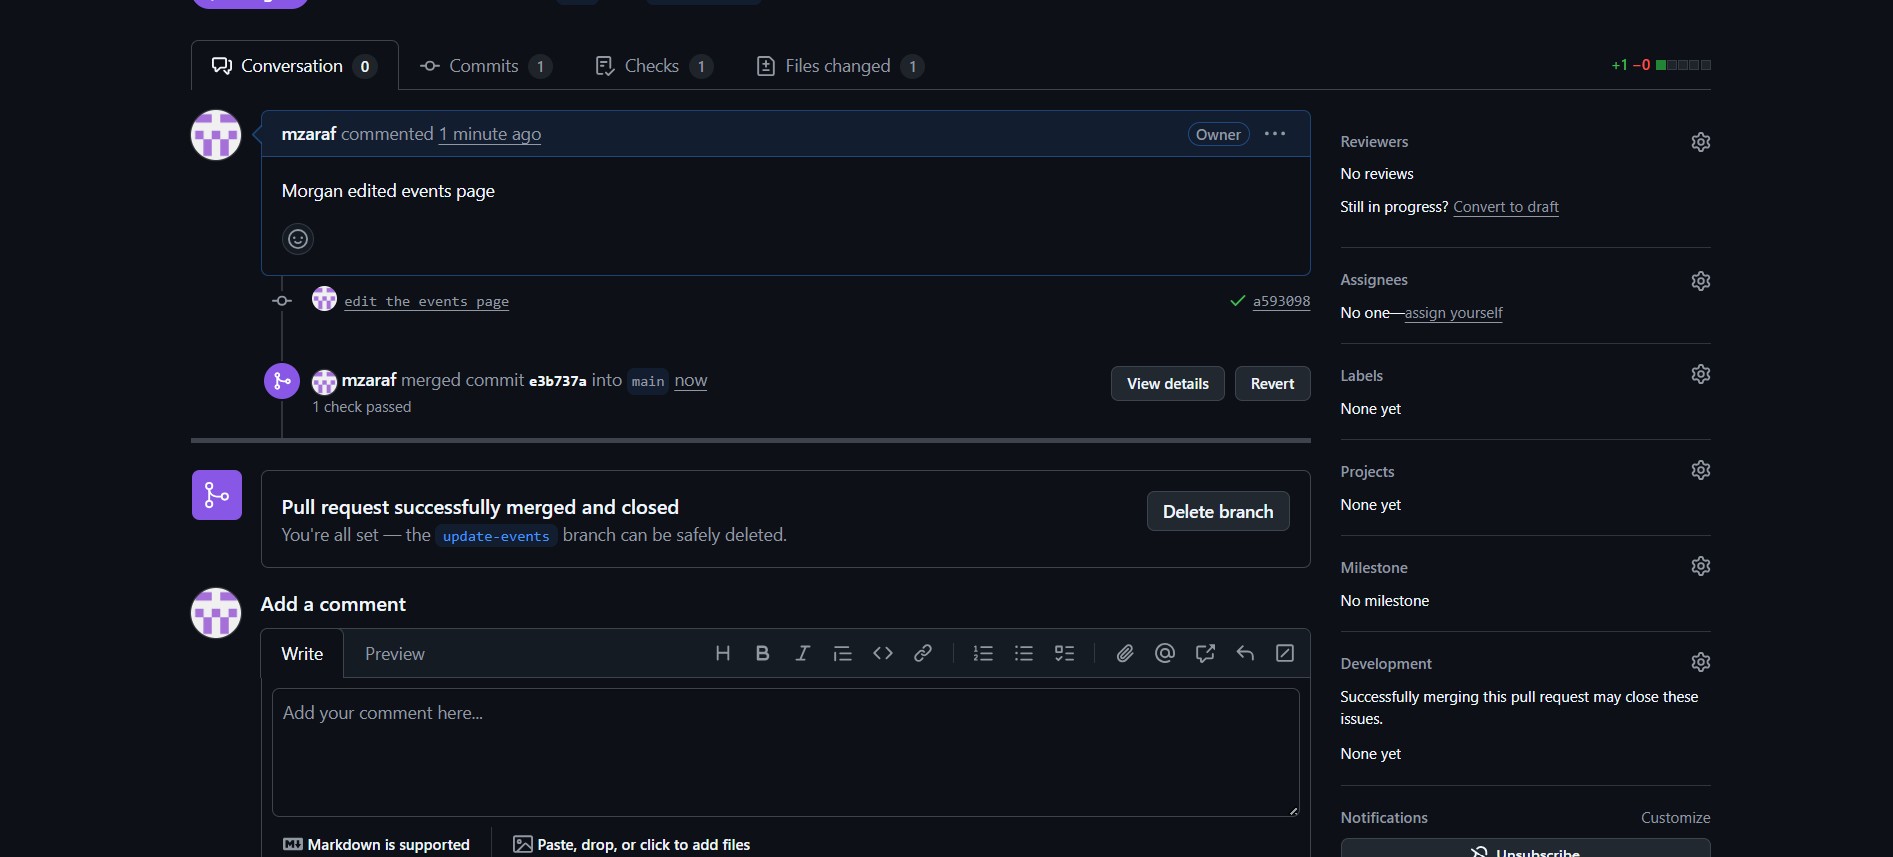 Conversation 0
Commits 1
Checks 1
Files changed 1
+1 −0
mzaraf commented 1 minute ago
Owner
Morgan edited events page
edit the events page
a593098
mzaraf merged commit e3b737a into main now
1 check passed
View details
Revert
Pull request successfully merged and closed
You're all set — the update-events branch can be safely deleted.
Delete branch
Add a comment
Write
Preview
Add your comment here...
Markdown is supported
Paste, drop, or click to add files
Reviewers
No reviews
Still in progress? Convert to draft
Assignees
No one—assign yourself
Labels
None yet
Projects
None yet
Milestone
No milestone
Development
Successfully merging this pull request may close these
issues.
None yet
Notifications
Customize
Unsubscribe